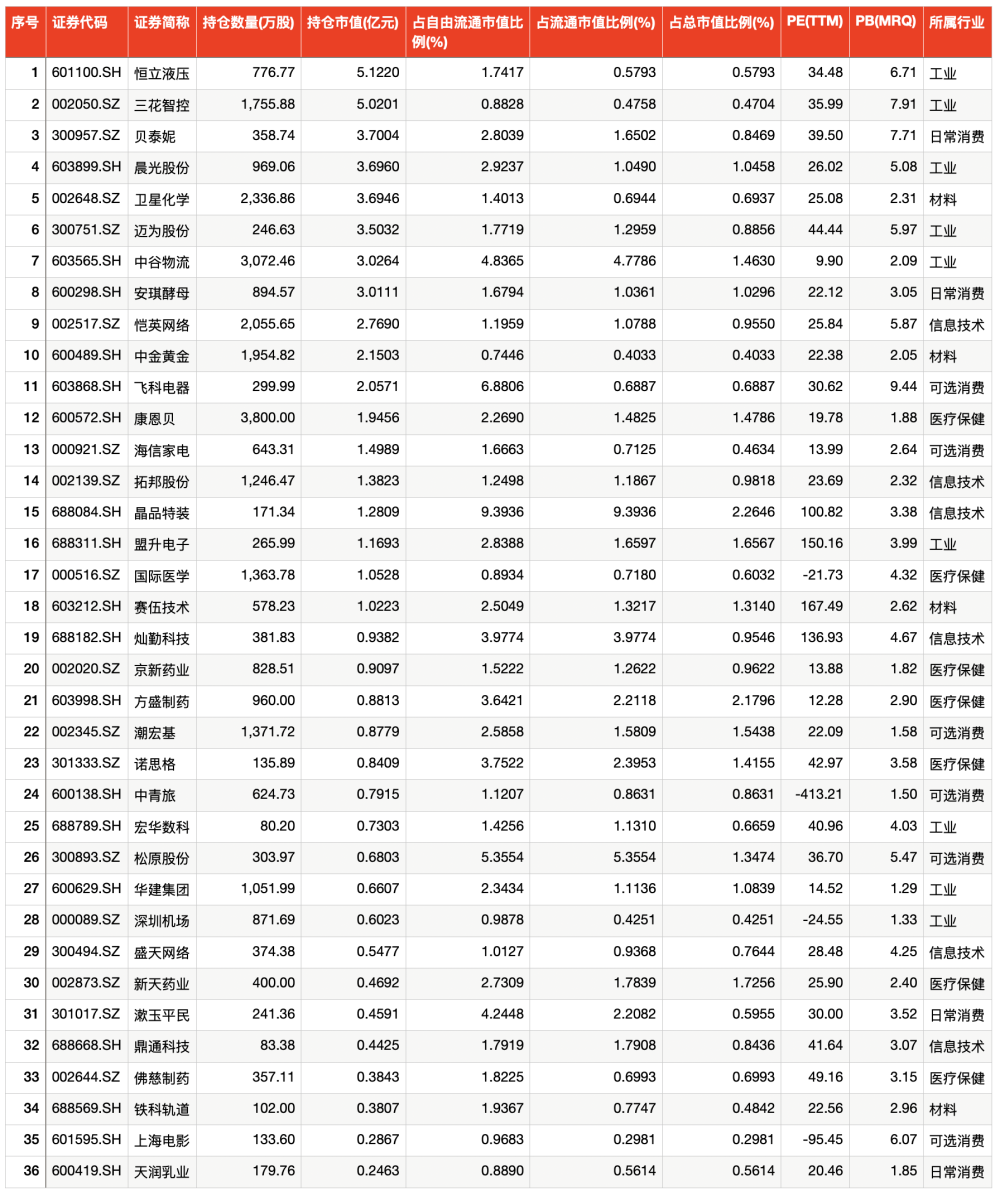 序号 证券代码 证券简称 持仓数量(万股) 持仓市值(亿元) 占自由流通市值比 占流通市值比例(%) 占总市值比例(%) PE(TTM) PB(MRQ) 所属行业
例(%)
1 601100.SH 恒立液压 776.77 5.1220 1.7417 0.5793 0.5793 34.48 6.71 工业
2 002050.SZ 三花智控 1,755.88 5.0201 0.8828 0.4758 0.4704 35.99 7.91 工业
3 300957.SZ 贝泰妮 358.74 3.7004 2.8039 1.6502 0.8469 39.50 7.71 日常消费
4 603899.SH 晨光股份 969.06 3.6960 2.9237 1.0490 1.0458 26.02 5.08 工业
5 002648.SZ 卫星化学 2,336.86 3.6946 1.4013 0.6944 0.6937 25.08 2.31 材料
6 300751.SZ 迈为股份 246.63 3.5032 1.7719 1.2959 0.8856 44.44 5.97 工业
7 603565.SH 中谷物流 3,072.46 3.0264 4.8365 4.7786 1.4630 9.90 2.09 工业
8 600298.SH 安琪酵母 894.57 3.0111 1.6794 1.0361 1.0296 22.12 3.05 日常消费
9 002517.SZ 恺英网络 2,055.65 2.7690 1.1959 1.0788 0.9550 25.84 5.87 信息技术
10 600489.SH 中金黄金 1,954.82 2.1503 0.7446 0.4033 0.4033 22.38 2.05 材料
11 603868.SH 飞科电器 299.99 2.0571 6.8806 0.6887 0.6887 30.62 9.44 可选消费
12 600572.SH 康恩贝 3,800.00 1.9456 2.2690 1.4825 1.4786 19.78 1.88 医疗保健
13 000921.SZ 海信家电 643.31 1.4989 1.6663 0.7125 0.4634 13.99 2.64 可选消费
14 002139.SZ 拓邦股份 1,246.47 1.3823 1.2498 1.1867 0.9818 23.69 2.32 信息技术
15 688084.SH 晶品特装 171.34 1.2809 9.3936 9.3936 2.2646 100.82 3.38 信息技术
16 688311.SH 盟升电子 265.99 1.1693 2.8388 1.6597 1.6567 150.16 3.99 工业
17 000516.SZ 国际医学 1,363.78 1.0528 0.8934 0.7180 0.6032 -21.73 4.32 医疗保健
18 603212.SH 赛伍技术 578.23 1.0223 2.5049 1.3217 1.3140 167.49 2.62 材料
19 688182.SH 灿勤科技 381.83 0.9382 3.9774 3.9774 0.9546 136.93 4.67 信息技术
20 002020.SZ 京新药业 828.51 0.9097 1.5222 1.2622 0.9622 13.88 1.82 医疗保健
21 603998.SH 方盛制药 960.00 0.8813 3.6421 2.2118 2.1796 12.28 2.90 医疗保健
22 002345.SZ 潮宏基 1,371.72 0.8779 2.5858 1.5809 1.5438 22.09 1.58 可选消费
23 301333.SZ 诺思格 135.89 0.8409 3.7522 2.3953 1.4155 42.97 3.58 医疗保健
24 600138.SH 中青旅 624.73 0.7915 1.1207 0.8631 0.8631 -413.21 1.50 可选消费
25 688789.SH 宏华数科 80.20 0.7303 1.4256 1.1310 0.6659 40.96 4.03 工业
26 300893.SZ 松原股份 303.97 0.6803 5.3554 5.3554 1.3474 36.70 5.47 可选消费
27 600629.SH 华建集团 1,051.99 0.6607 2.3434 1.1136 1.0839 14.52 1.29 工业
28 000089.SZ 深圳机场 871.69 0.6023 0.9878 0.4251 0.4251 -24.55 1.33 工业
29 300494.SZ 盛天网络 374.38 0.5477 1.0127 0.9368 0.7644 28.48 4.25 信息技术
30 002873.SZ 新天药业 400.00 0.4692 2.7309 1.7839 1.7256 25.90 2.40 医疗保健
31 301017.SZ 漱玉平民 241.36 0.4591 4.2448 2.2082 0.5955 30.00 3.52 日常消费
32 688668.SH 鼎通科技 83.38 0.4425 1.7919 1.7908 0.8436 41.64 3.07 信息技术
33 002644.SZ 佛慈制药 357.11 0.3843 1.8225 0.6993 0.6993 49.16 3.15 医疗保健
34 688569.SH 铁科轨道 102.00 0.3807 1.9367 0.7747 0.4842 22.56 2.96 材料
35 601595.SH 上海电影 133.60 0.2867 0.9683 0.2981 0.2981 -95.45 6.07 可选消费
36 600419.SH 天润乳业 179.76 0.2463 0.8890 0.5614 0.5614 20.46 1.85 日常消费